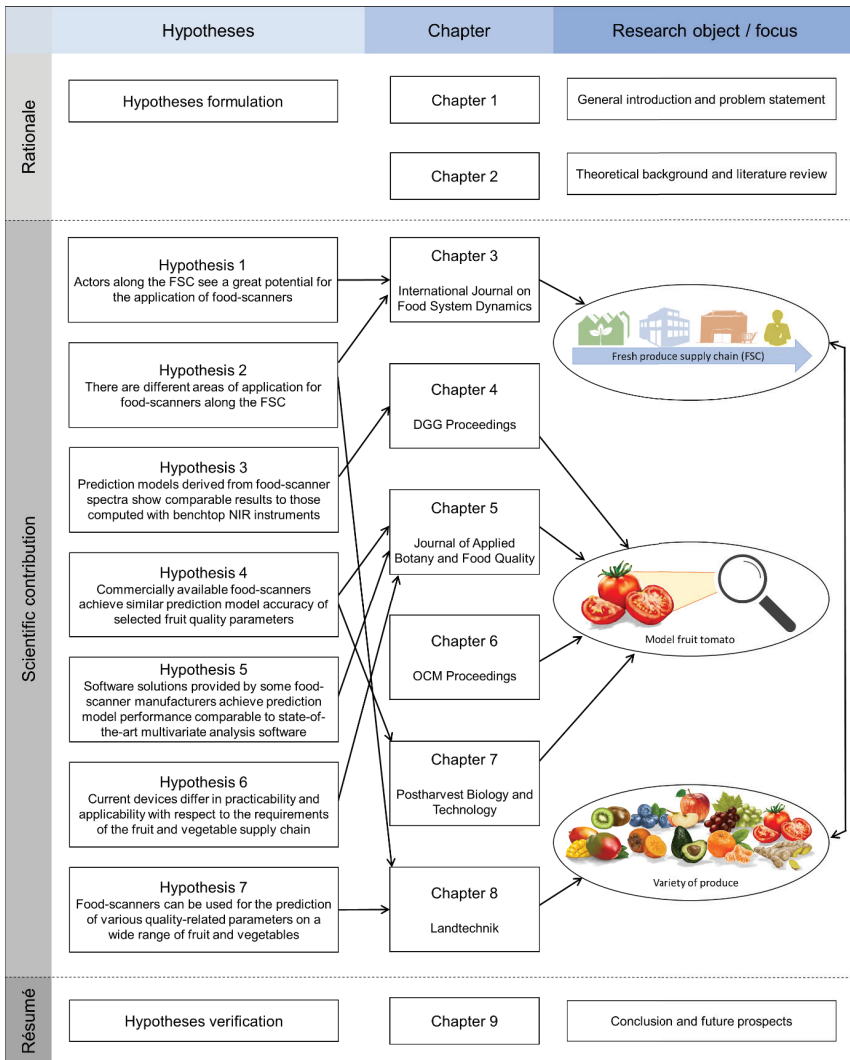 Hypotheses
Chapter
Research object / focus
Rationale
Hypotheses formulation
Chapter 1
General introduction and problem statement
Chapter 2
Theoretical background and literature review
Scientific contribution
Hypothesis 1
Actors along the FSC see a great potential for
the application of food-scanners
Hypothesis 2
There are different areas of application for
food-scanners along the FSC
Hypothesis 3
Prediction models derived from food-scanner
spectra show comparable results to those
computed with benchtop NIR instruments
Hypothesis 4
Commercially available food-scanners
achieve similar prediction model accuracy of
selected fruit quality parameters
Hypothesis 5
Software solutions provided by some food-
scanner manufacturers achieve prediction
model performance comparable to state-of-
the-art multivariate analysis software
Hypothesis 6
Current devices differ in practicability and
applicability with respect to the requirements
of the fruit and vegetable supply chain
Hypothesis 7
Food-scanners can be used for the prediction
of various quality-related parameters on a
wide range of fruit and vegetables
Chapter 3
International Journal on
Food System Dynamics
Chapter 4
DGG Proceedings
Chapter 5
Journal of Applied
Botany and Food Quality
Chapter 6
OCM Proceedings
Chapter 7
Postharvest Biology and
Technology
Chapter 8
Landtechnik
Fresh produce supply chain (FSC)
Model fruit tomato
Variety of produce
Résumé
Hypotheses verification
Chapter 9
Conclusion and future prospects